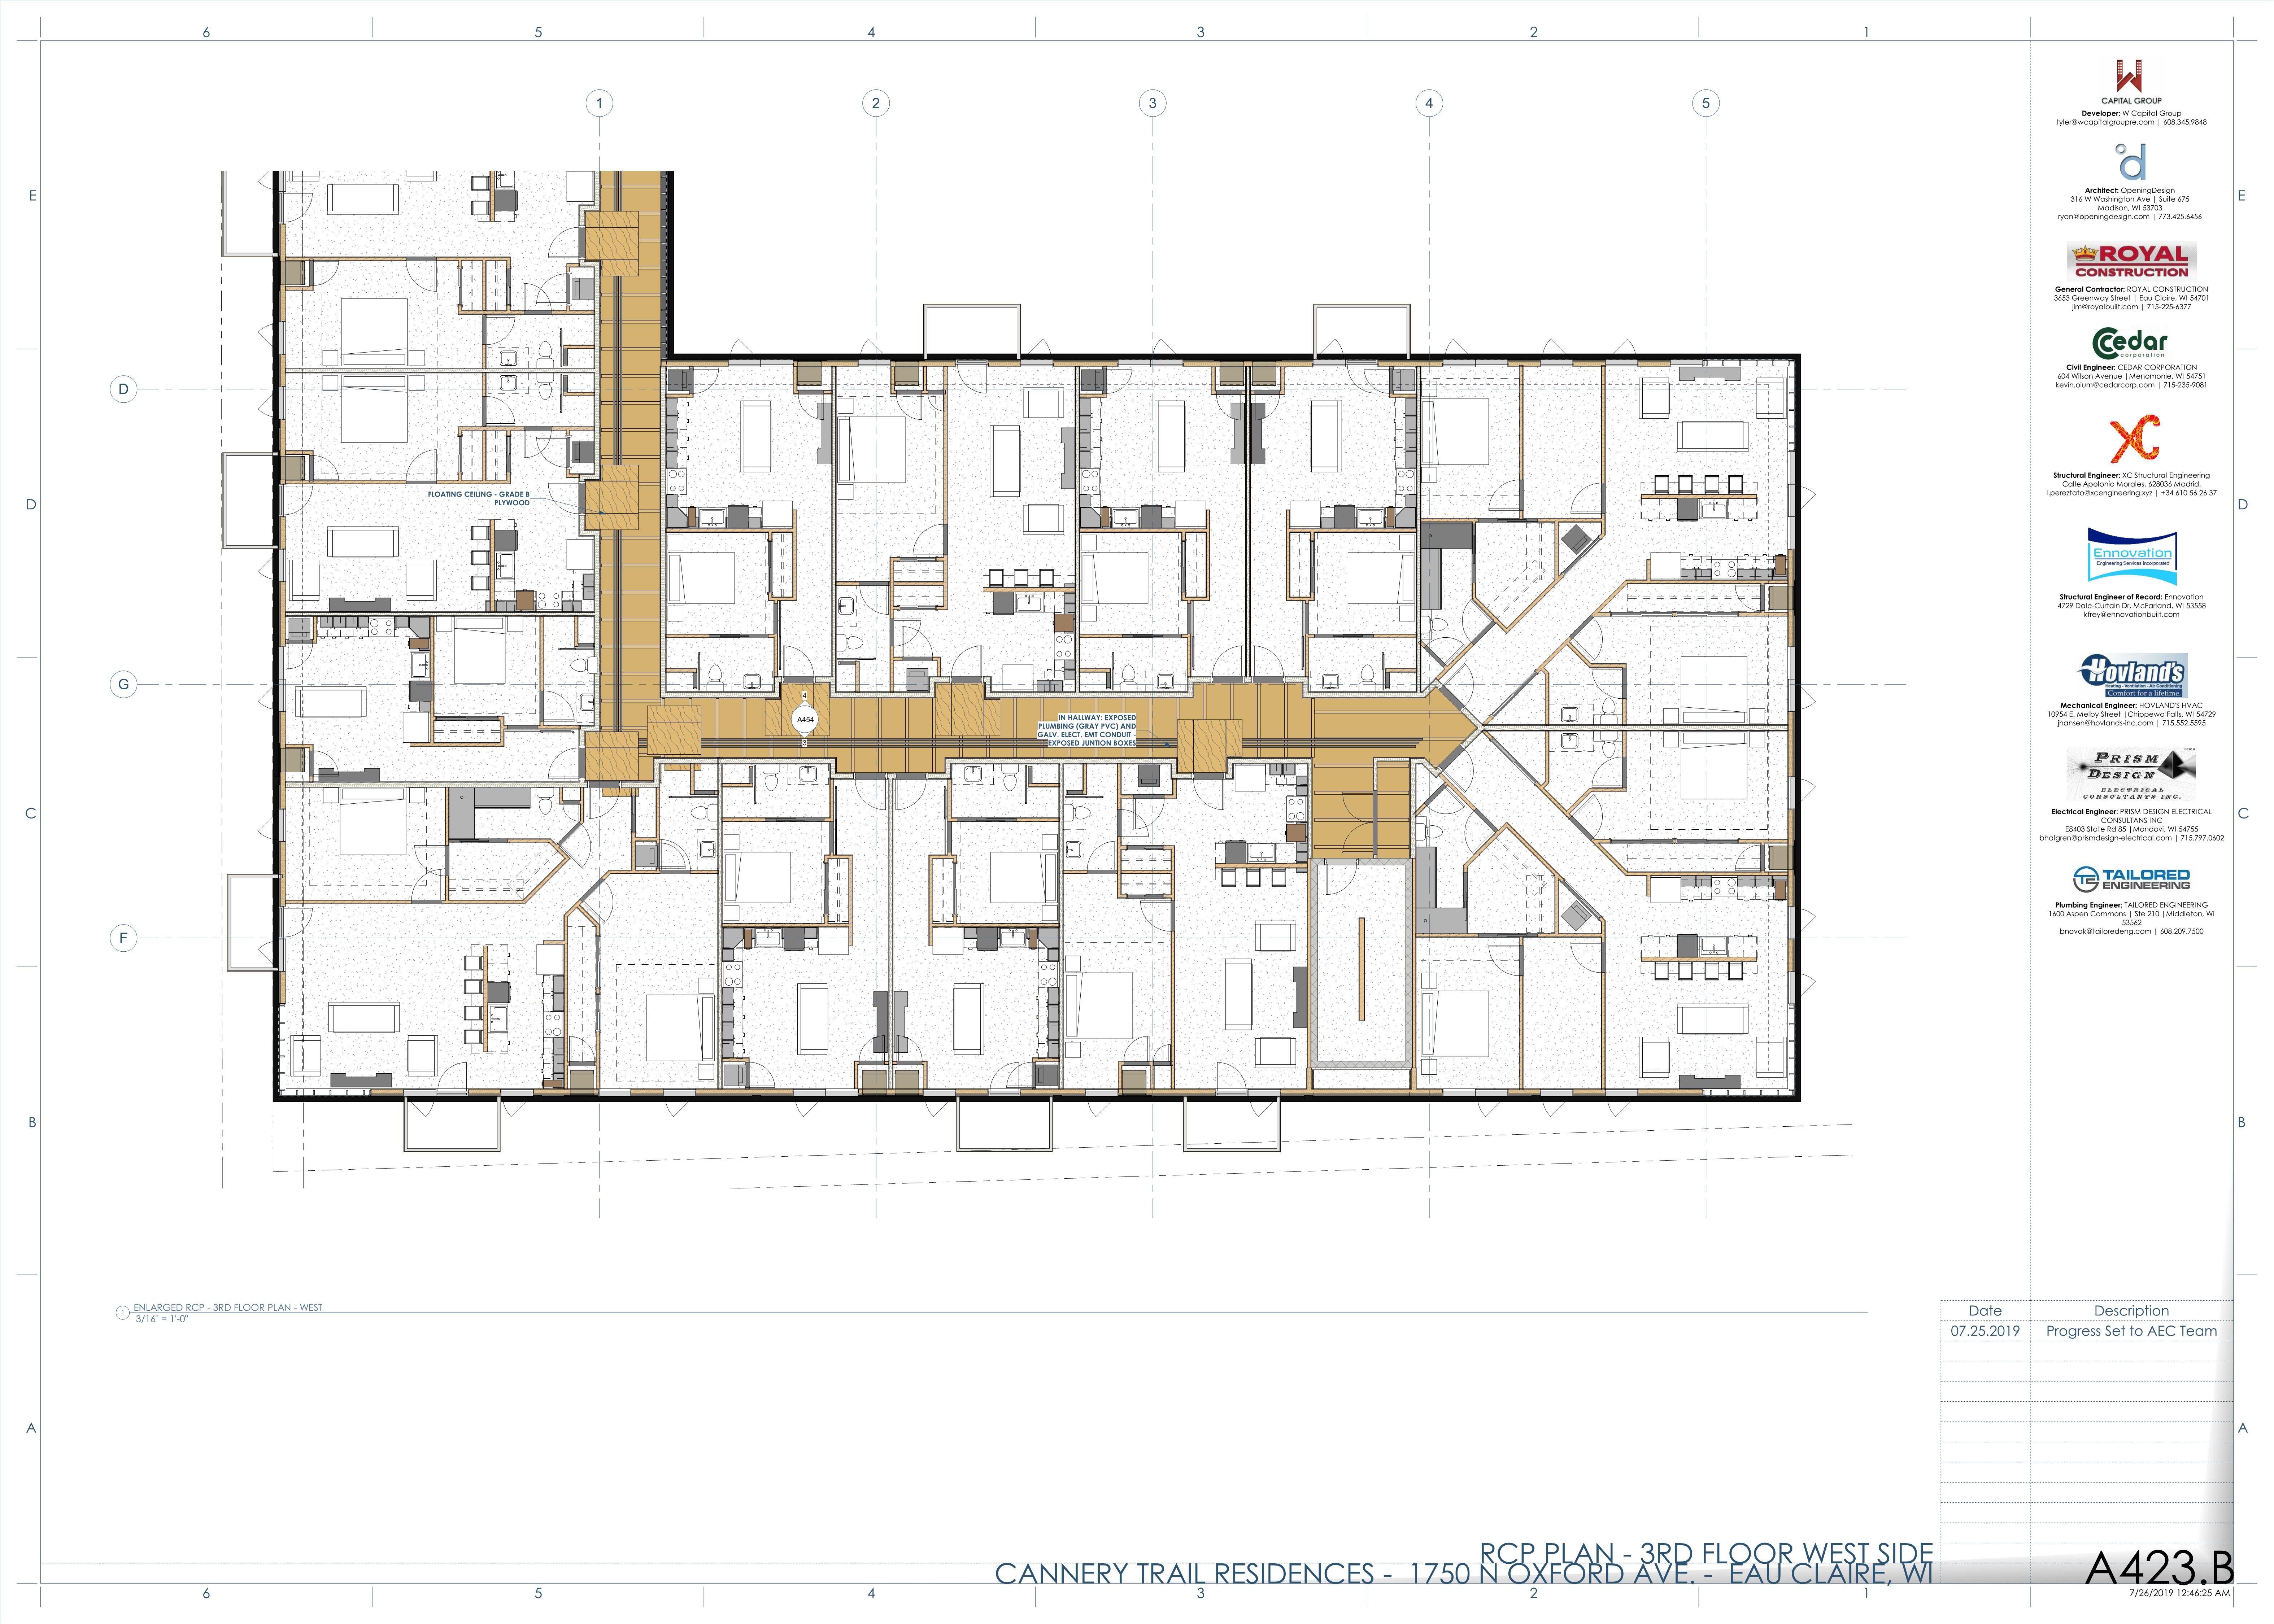 6 5 4 3 2 1
1 2 3 4 5
E
E
D
FLOATING CEILING - GRADE B
PLYWOOD
D
D
G
4
A454
3
IN HALLWAY: EXPOSED
PLUMBING (GRAY PVC) AND
GALV. ELECT. EMT CONDUIT -
EXPOSED JUNTION BOXES
C
C
F
B
B
1
ENLARGED RCP - 3RD FLOOR PLAN - WEST
3/16" = 1'-0"
A
A
W
CAPITAL GROUP
Developer: W Capital Group
tyler@wcapitalgroupre.com | 608.345.9848
d
Architect: OpeningDesign
316 W Washington Ave | Suite 675
Madison, WI 53703
ryan@openingdesign.com | 773.425.6456
ROYAL
CONSTRUCTION
General Contractor: ROYAL CONSTRUCTION
3653 Greenway Street | Eau Claire, WI 54701
jim@royalbuilt.com | 715-225-6377
Cedar
corporation
Civil Engineer: CEDAR CORPORATION
604 Wilson Avenue |Menomonie, WI 54751
kevin.oium@cedarcorp.com | 715-235-9081
XC
Structural Engineer: XC Structural Engineering
Calle Apolonio Morales, 628036 Madrid,
l.pereztato@xcengineering.xyz | +34 610 56 26 37
Ennovation
Engineering Services Incorporated
Structural Engineer of Record: Ennovation
4729 Dale-Curtain Dr, McFarland, WI 53558
kfrey@ennovationbuilt.com
Hovland's
Heating - Ventilation - Air Conditioning
Comfort for a lifetime
Mechanical Engineer: HOVLAND'S HVAC
10954 E. Melby Street |Chippewa Falls, WI 54729
jhansen@hovlands-inc.com | 715.552.5595
PRISM
DESIGN
ELECTRICAL
CONSULTANTS INC.
Electrical Engineer: PRISM DESIGN ELECTRICAL
CONSULTANS INC
E8403 State Rd 85 |Mondovi, WI 54755
bhalgren@prismdesign-electrical.com | 715.797.0602
TE TAILORED
ENGINEERING
Plumbing Engineer: TAILORED ENGINEERING
1600 Aspen Commons | Ste 210 |Middleton, WI
53562
bnovak@tailoredeng.com | 608.209.7500
Date Description
07.25.2019 Progress Set to AEC Team
RCP PLAN - 3RD FLOOR WEST SIDE
CANNERY TRAIL RESIDENCES - 1750 N OXFORD AVE. - EAU CLAIRE, WI
A423.B
7/26/2019 12:46:25 AM
6 5 4 3 2 1